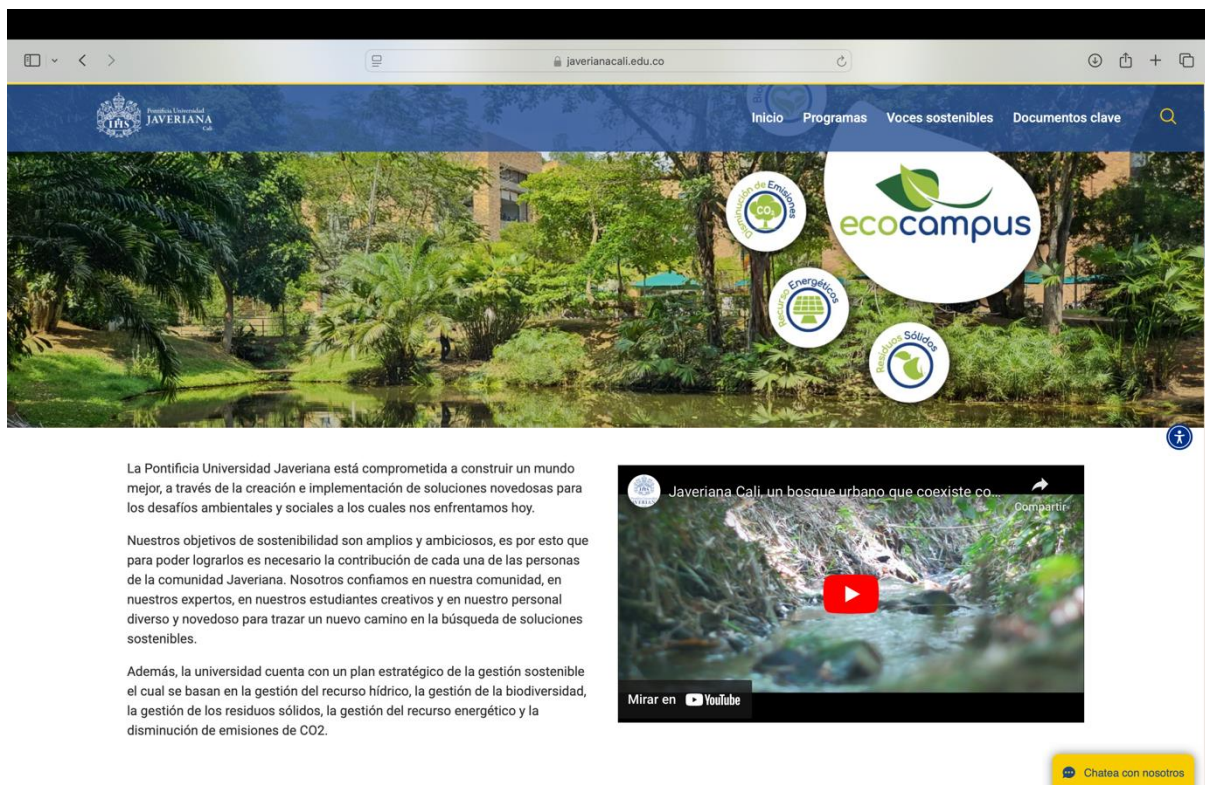 javerianacali.edu.co
Pontificia Universidad
JAVERIANA
Cali
Inicio Programas Voces sostenibles Documentos clave
Disminución de Emisiones
CO2
ecocampus
Recurso Energéticos
Residuos Sólidos
La Pontificia Universidad Javeriana está comprometida a construir un mundo
mejor, a través de la creación e implementación de soluciones novedosas para
los desafíos ambientales y sociales a los cuales nos enfrentamos hoy.
Nuestros objetivos de sostenibilidad son amplios y ambiciosos, es por esto que
para poder lograrlos es necesario la contribución de cada una de las personas
de la comunidad Javeriana. Nosotros confiamos en nuestra comunidad, en
nuestros expertos, en nuestros estudiantes creativos y en nuestro personal
diverso y novedoso para trazar un nuevo camino en la búsqueda de soluciones
sostenibles.
Además, la universidad cuenta con un plan estratégico de la gestión sostenible
el cual se basan en la gestión del recurso hídrico, la gestión de la biodiversidad,
la gestión de los residuos sólidos, la gestión del recurso energético y la
disminución de emisiones de CO2.
Javeriana Cali, un bosque urbano que coexiste co...
Compartir
Mirar en YouTube
Chatea con nosotros